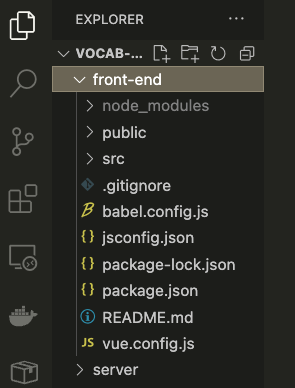 EXPLORER ...
VOCAB-...
front-end
node_modules
public
src
.gitignore
babel.config.js
{} jsconfig.json
{} package-lock.json
{} package.json
README.md
JS vue.config.js
server